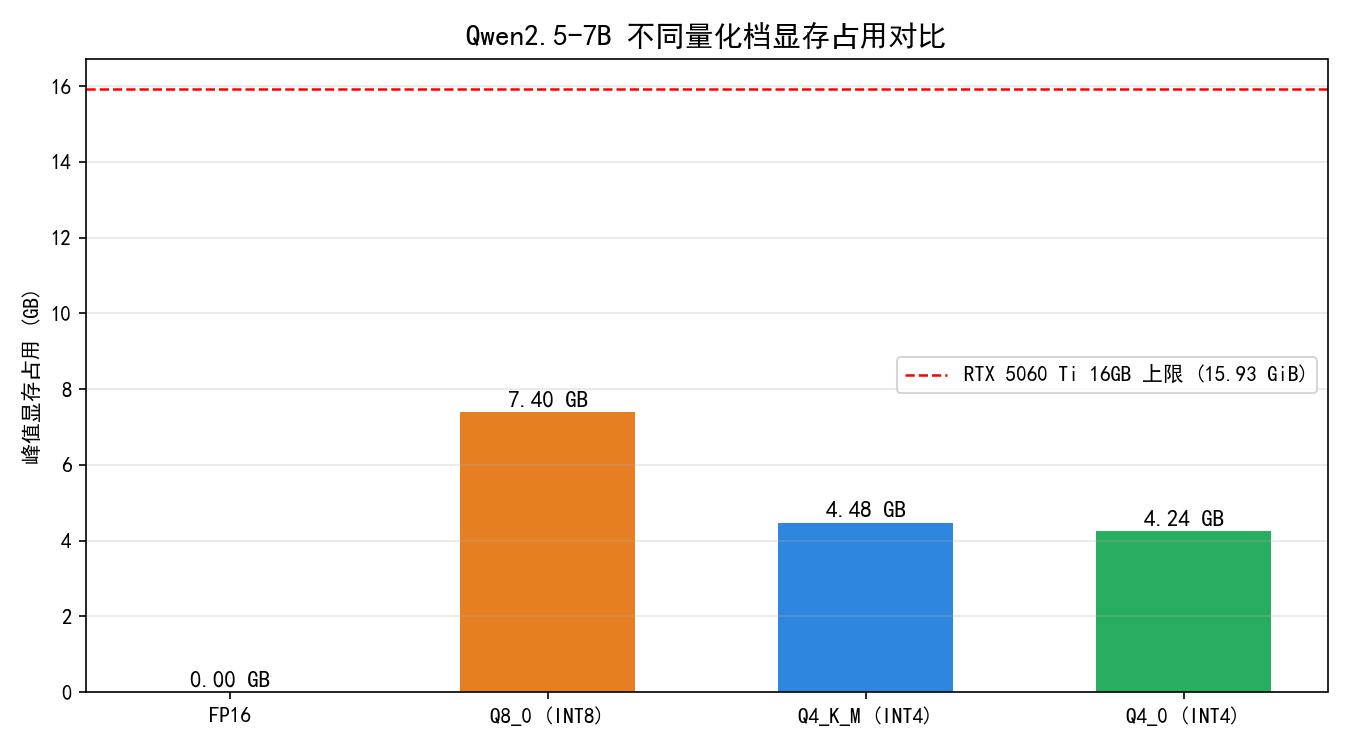 Qwen2.5-7B 不同量化档显存占用对比
峰值显存占用 (GB)
16
14
12
10
8
6
4
2
0
RTX 5060 Ti 16GB 上限 (15.93 GiB)
0.00 GB
7.40 GB
4.48 GB
4.24 GB
FP16
Q8_0 (INT8)
Q4_K_M (INT4)
Q4_0 (INT4)